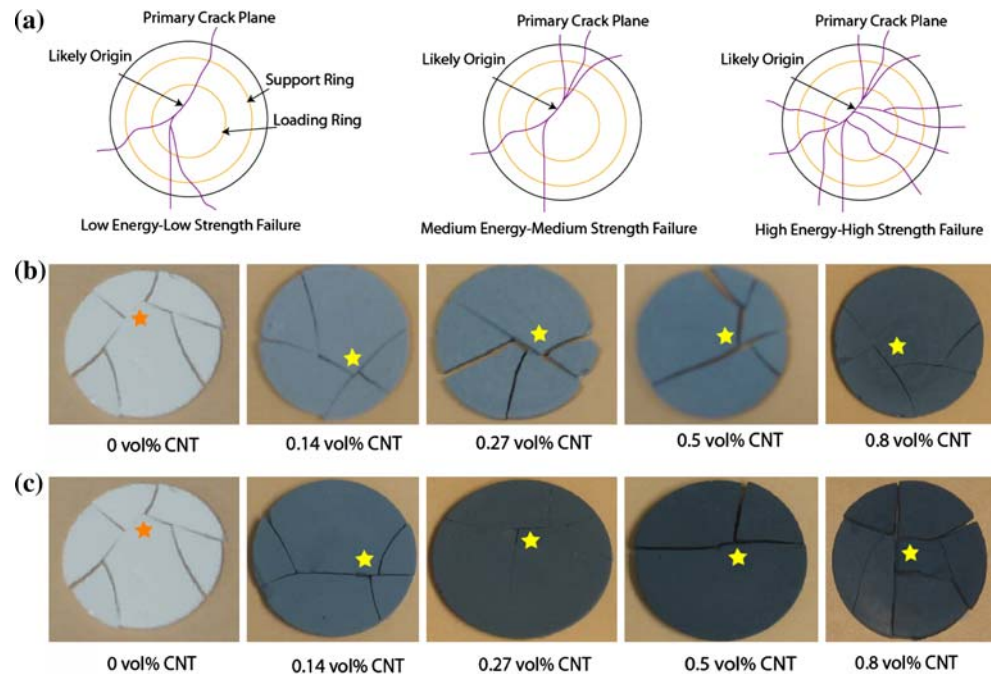 (a)
Primary Crack Plane
Likely Origin
Support Ring
Loading Ring
Low Energy-Low Strength Failure
Primary Crack Plane
Likely Origin
Medium Energy-Medium Strength Failure
Primary Crack Plane
Likely Origin
High Energy-High Strength Failure
(b)
0 vol% CNT
0.14 vol% CNT
0.27 vol% CNT
0.5 vol% CNT
0.8 vol% CNT
(c)
0 vol% CNT
0.14 vol% CNT
0.27 vol% CNT
0.5 vol% CNT
0.8 vol% CNT